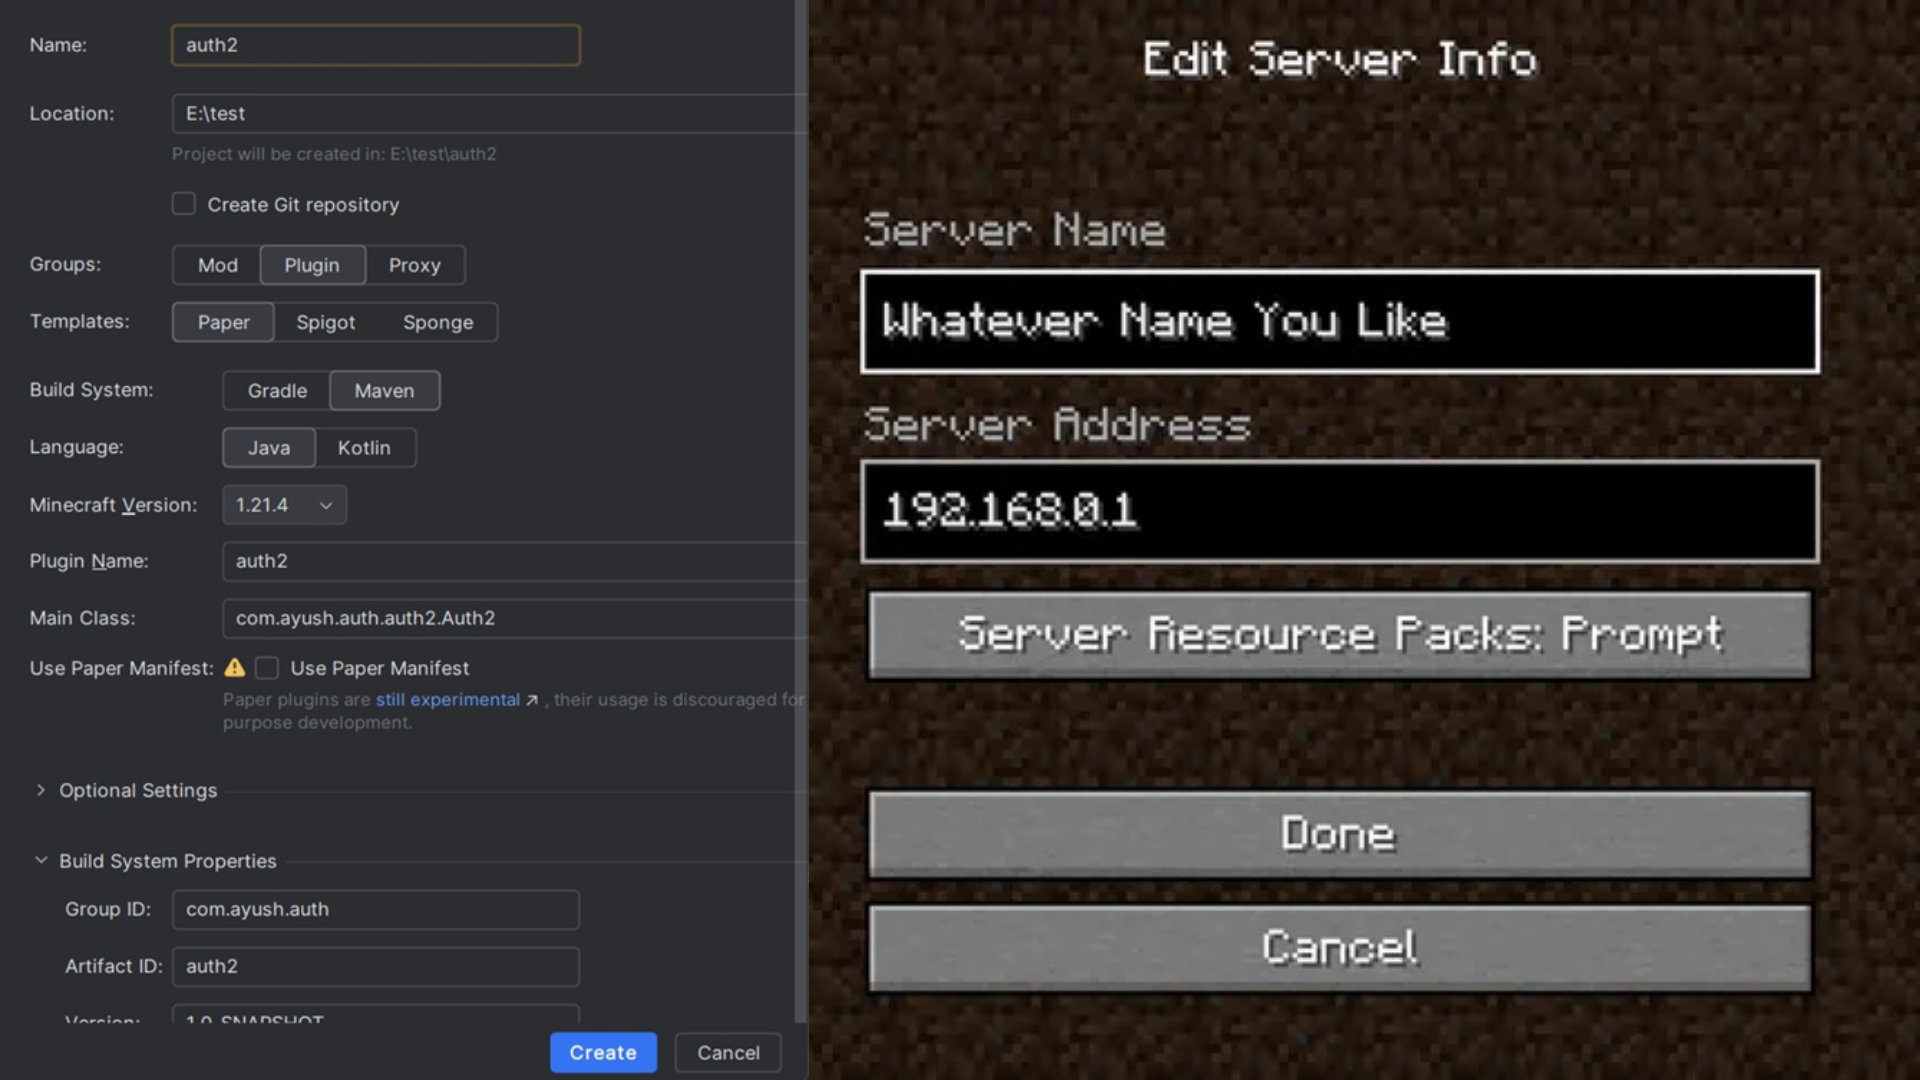 Name: auth2
Location: E:\test
Project will be created in: E:\test\auth2
Create Git repository
Groups: Mod Plugin Proxy
Templates: Paper Spigot Sponge
Build System: Gradle Maven
Language: Java Kotlin
Minecraft Version: 1.21.4
Plugin Name: auth2
Main Class: com.ayush.auth.auth2.Auth2
Use Paper Manifest: Use Paper Manifest
Paper plugins are still experimental ↗ , their usage is discouraged for
purpose development.
Optional Settings
Build System Properties
Group ID: com.ayush.auth
Artifact ID: auth2
Version: 1.0-SNAPSHOT
Create Cancel
Edit Server Info
Server Name
Whatever Name You Like
Server Address
192.168.0.1
Server Resource Packs: Prompt
Done
Cancel